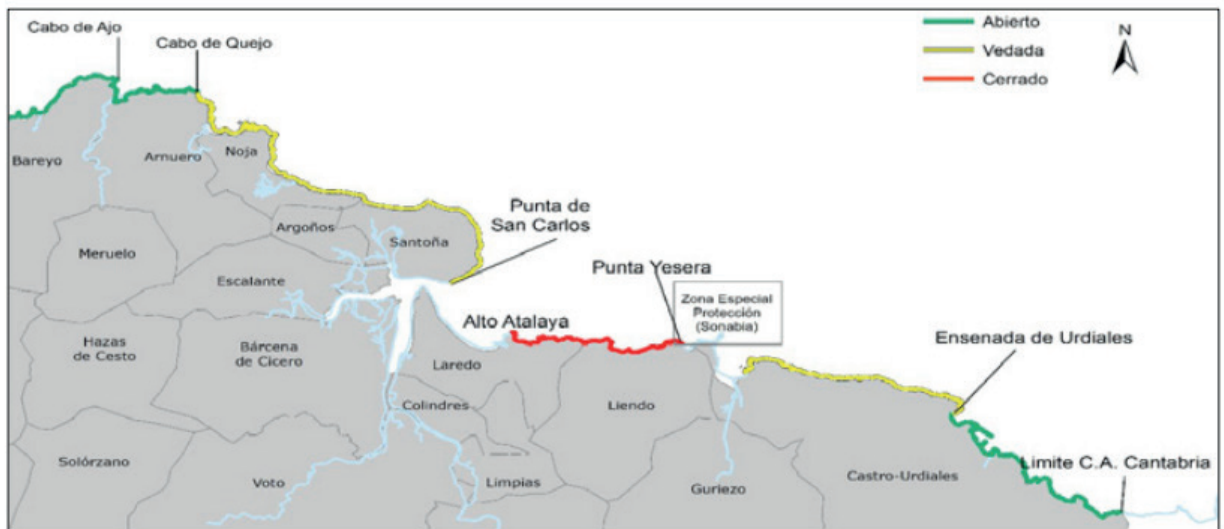 Cabo de Ajo
Cabo de Quejo
Abierto
Vedada
Cerrado
N
Bareyo
Arnuero
Noja
Meruelo
Argoños
Santoña
Punta de
San Carlos
Escalante
Punta Yesera
Zona Especial
Protección
(Sonabia)
Alto Atalaya
Ensenada de Urdiales
Hazas
de Cesto
Bárcena
de Cicero
Laredo
Colindres
Liendo
Solórzano
Voto
Limpias
Guriezo
Castro-Urdiales
Limite C.A. Cantabria